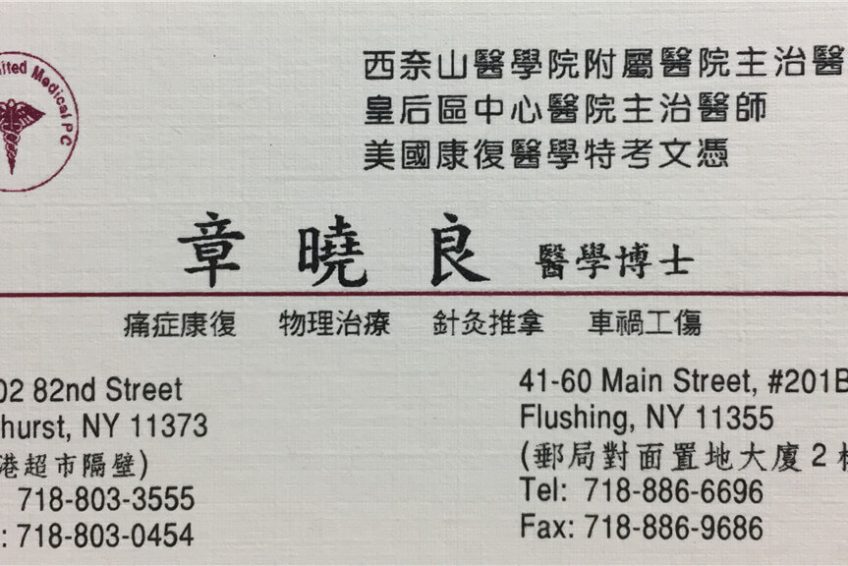 ited Medical PC
西奈山醫學院附屬醫院主治醫
皇后區中心醫院主治醫師
美國康復醫學特考文憑
章曉良 醫學博士
痛症康復 物理治療 針灸推拿 車禍工傷
02 82nd Street
hurst, NY 11373
港超市隔壁)
718-803-3555
: 718-803-0454
41-60 Main Street, #201B
Flushing, NY 11355
(郵局對面置地大廈2樓
Tel: 718-886-6696
Fax: 718-886-9686